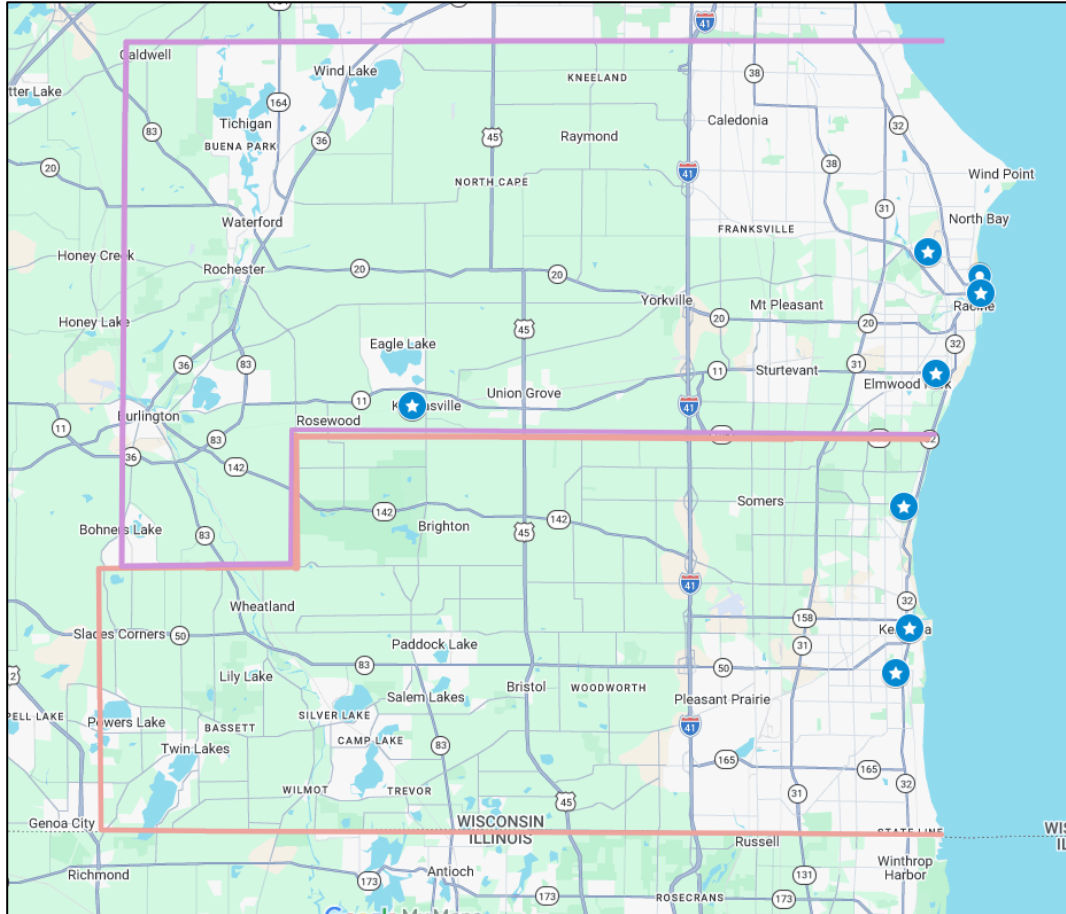 164
41
Caldwell
Wind Lake
KNEELAND
38
tter Lake
164
45
Caledonia
83
Tichigan
BUENA PARK
36
Raymond
32
20
41
38
Wind Point
NORTH CAPE
31
North Bay
Waterford
FRANKSVILLE
Honey Creek
Rochester
20
20
Yorkville
Mt Pleasant
Racine
Honey Lake
45
20
20
Eagle Lake
32
36
83
31
11
Sturtevant
Elmwood Park
Union Grove
11
41
Burlington
Rosewood
11
83
32
36
142
142
Somers
Bohners Lake
83
Brighton
142
45
41
Wheatland
32
158
Slades Corners
50
Paddock Lake
31
83
50
Lily Lake
Salem Lakes
Bristol
WOODWORTH
Pleasant Prairie
PELL LAKE
Powers Lake
BASSETT
SILVER LAKE
41
CAMP LAKE
Twin Lakes
83
165
165
WILMOT
TREVOR
45
31
32
Genoa City
WISCONSIN
ILLINOIS
STATE LINE
WIS
IL
Russell
Richmond
173
Antioch
131
Winthrop
Harbor
173
173
ROSECRANS